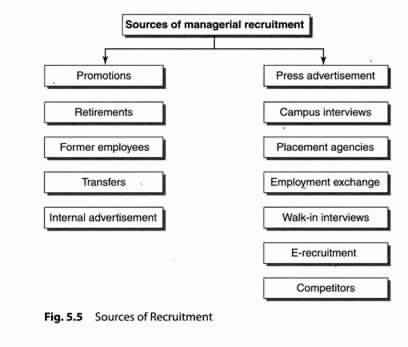 Sources of managerial recruitment
Promotions
Retirements
Former employees
Transfers
Internal advertisement
Press advertisement
Campus interviews
Placement agencies
Employment exchange
Walk-in interviews
E-recruitment
Competitors
Fig. 5.5 Sources of Recruitment